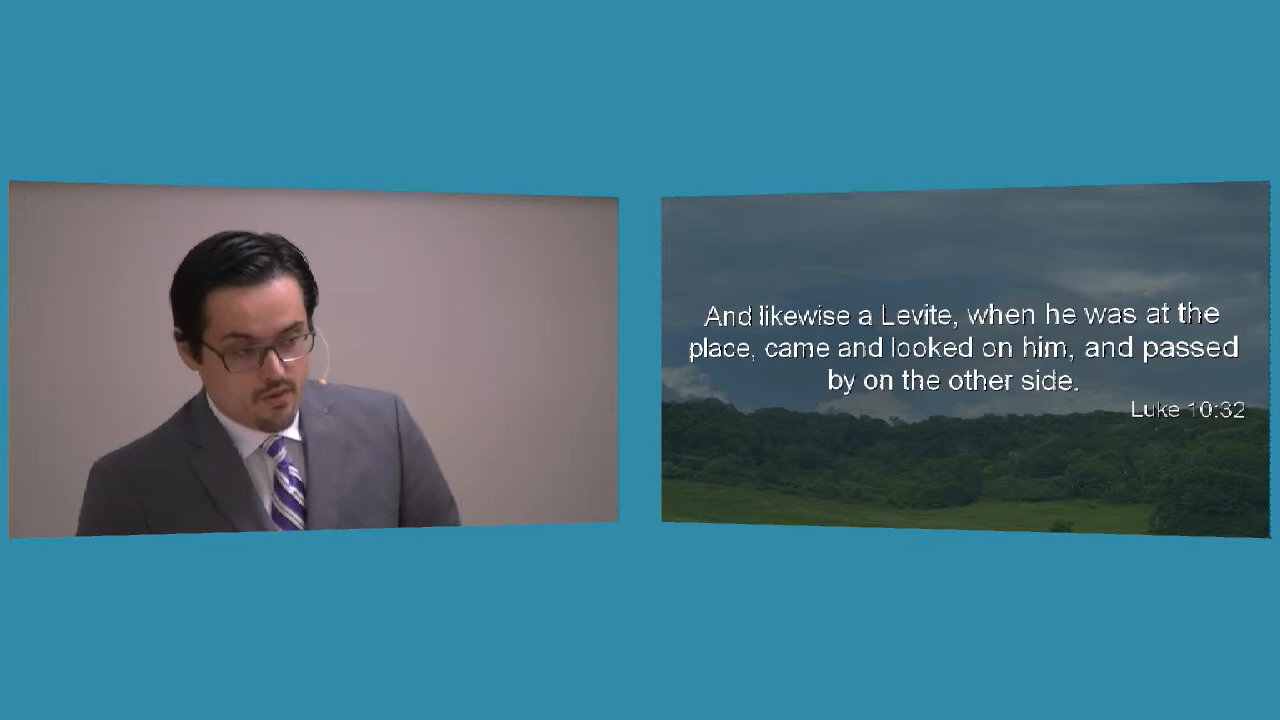 And likewise a Levite, when he was at the
place, came and looked on him, and passed
by on the other side.
Luke 10:32